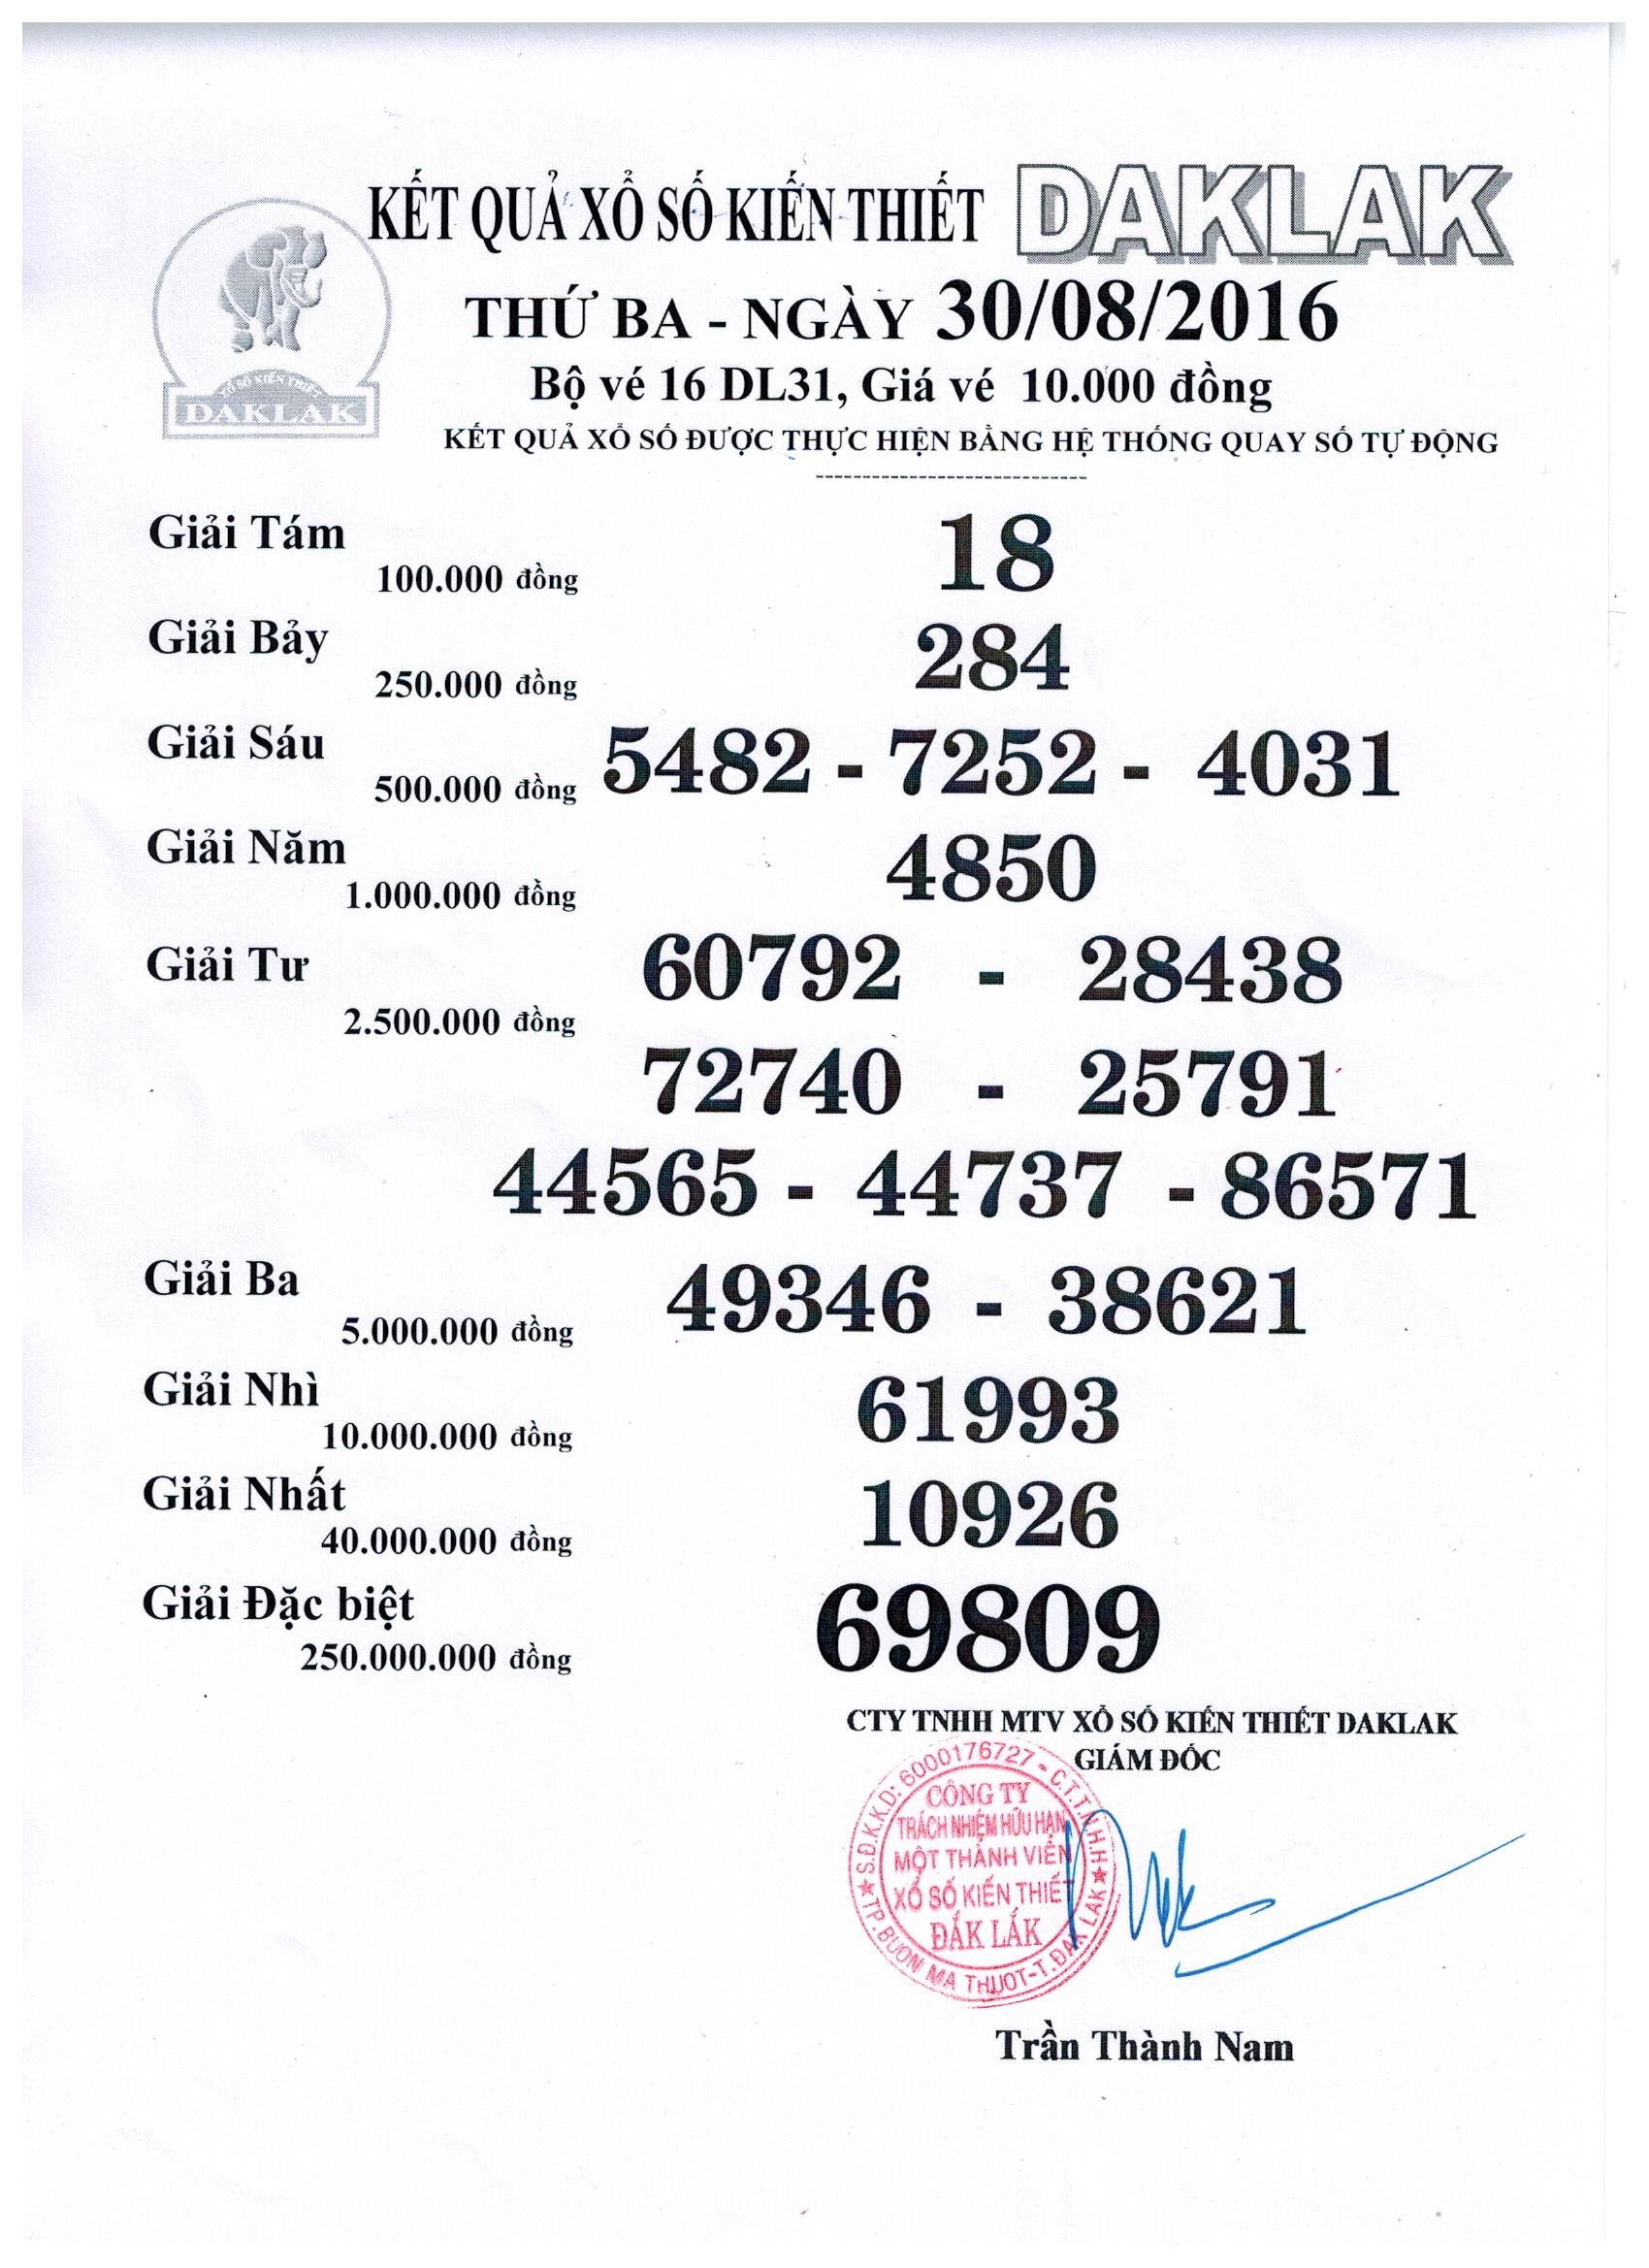 KẾT QUẢ XỔ SỐ KIẾN THIẾT DAKLAK
THỨ BA - NGÀY 30/08/2016
Bộ vé 16 DL31, Giá vé 10.000 đồng
KẾT QUẢ XỔ SỐ ĐƯỢC THỰC HIỆN BẰNG HỆ THỐNG QUAY SỐ TỰ ĐỘNG
XỔ SỐ KIẾN THIẾT
DAKLAK
Giải Tám 18
100.000 đồng
Giải Bảy 284
250.000 đồng
Giải Sáu 5482 - 7252 - 4031
500.000 đồng
Giải Năm 4850
1.000.000 đồng
Giải Tư 60792 - 28438
2.500.000 đồng
72740 - 25791
44565 - 44737 - 86571
Giải Ba 49346 - 38621
5.000.000 đồng
Giải Nhì 61993
10.000.000 đồng
Giải Nhất 10926
40.000.000 đồng
Giải Đặc biệt 69809
250.000.000 đồng
CTY TNHH MTV XỔ SỐ KIẾN THIẾT DAKLAK
GIÁM ĐỐC
S.Đ.K.K.D: 6000176727 - C.T.T.N.H.H
CÔNG TY
TRÁCH NHIỆM HỮU HẠN
MỘT THÀNH VIÊN
XỔ SỐ KIẾN THIẾT
ĐẮK LẮK
TP.BUÔN MA THUỘT-T.ĐẮK LẮK
Trần Thành Nam